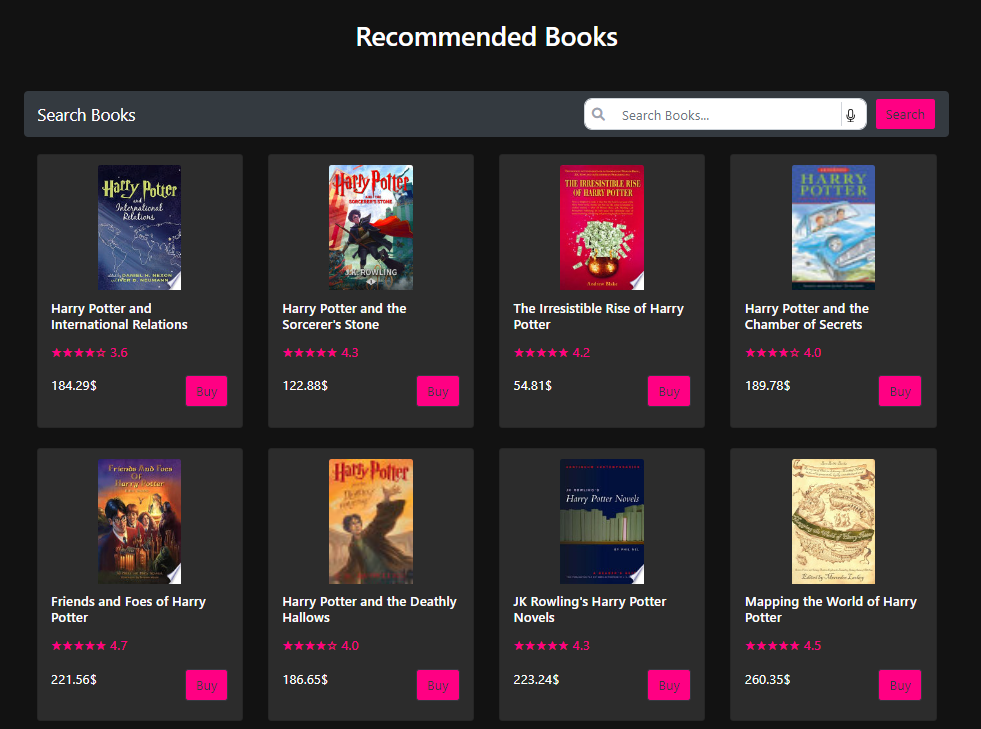 Recommended Books
Search Books
Search Books...
Search
Harry Potter
and
International
Relations
DANIEL H. NEXON
IVER B. NEUMANN
Harry Potter and
International Relations
★★★★☆ 3.6
184.29$
Buy
Harry Potter
AND THE
SORCERER'S STONE
J.K. ROWLING
Harry Potter and the
Sorcerer's Stone
★★★★★ 4.3
122.88$
Buy
THE IRRESISTIBLE RISE
OF HARRY POTTER
Andrew Blake
The Irresistible Rise of Harry
Potter
★★★★★ 4.2
54.81$
Buy
HARRY
POTTER
Harry Potter and the
Chamber of Secrets
★★★★☆ 4.0
189.78$
Buy
Friends And Foes
Of
Harry Potter
Friends and Foes of Harry
Potter
★★★★★ 4.7
221.56$
Buy
Harry Potter
Deathly
Harry Potter and the Deathly
Hallows
★★★★☆ 4.0
186.65$
Buy
JK ROWLING'S
Harry Potter Novels
JK Rowling's Harry Potter
Novels
★★★★★ 4.3
223.24$
Buy
Mapping the World of Harry Potter
Edited by Mercedes Lackey
Mapping the World of Harry
Potter
★★★★★ 4.5
260.35$
Buy